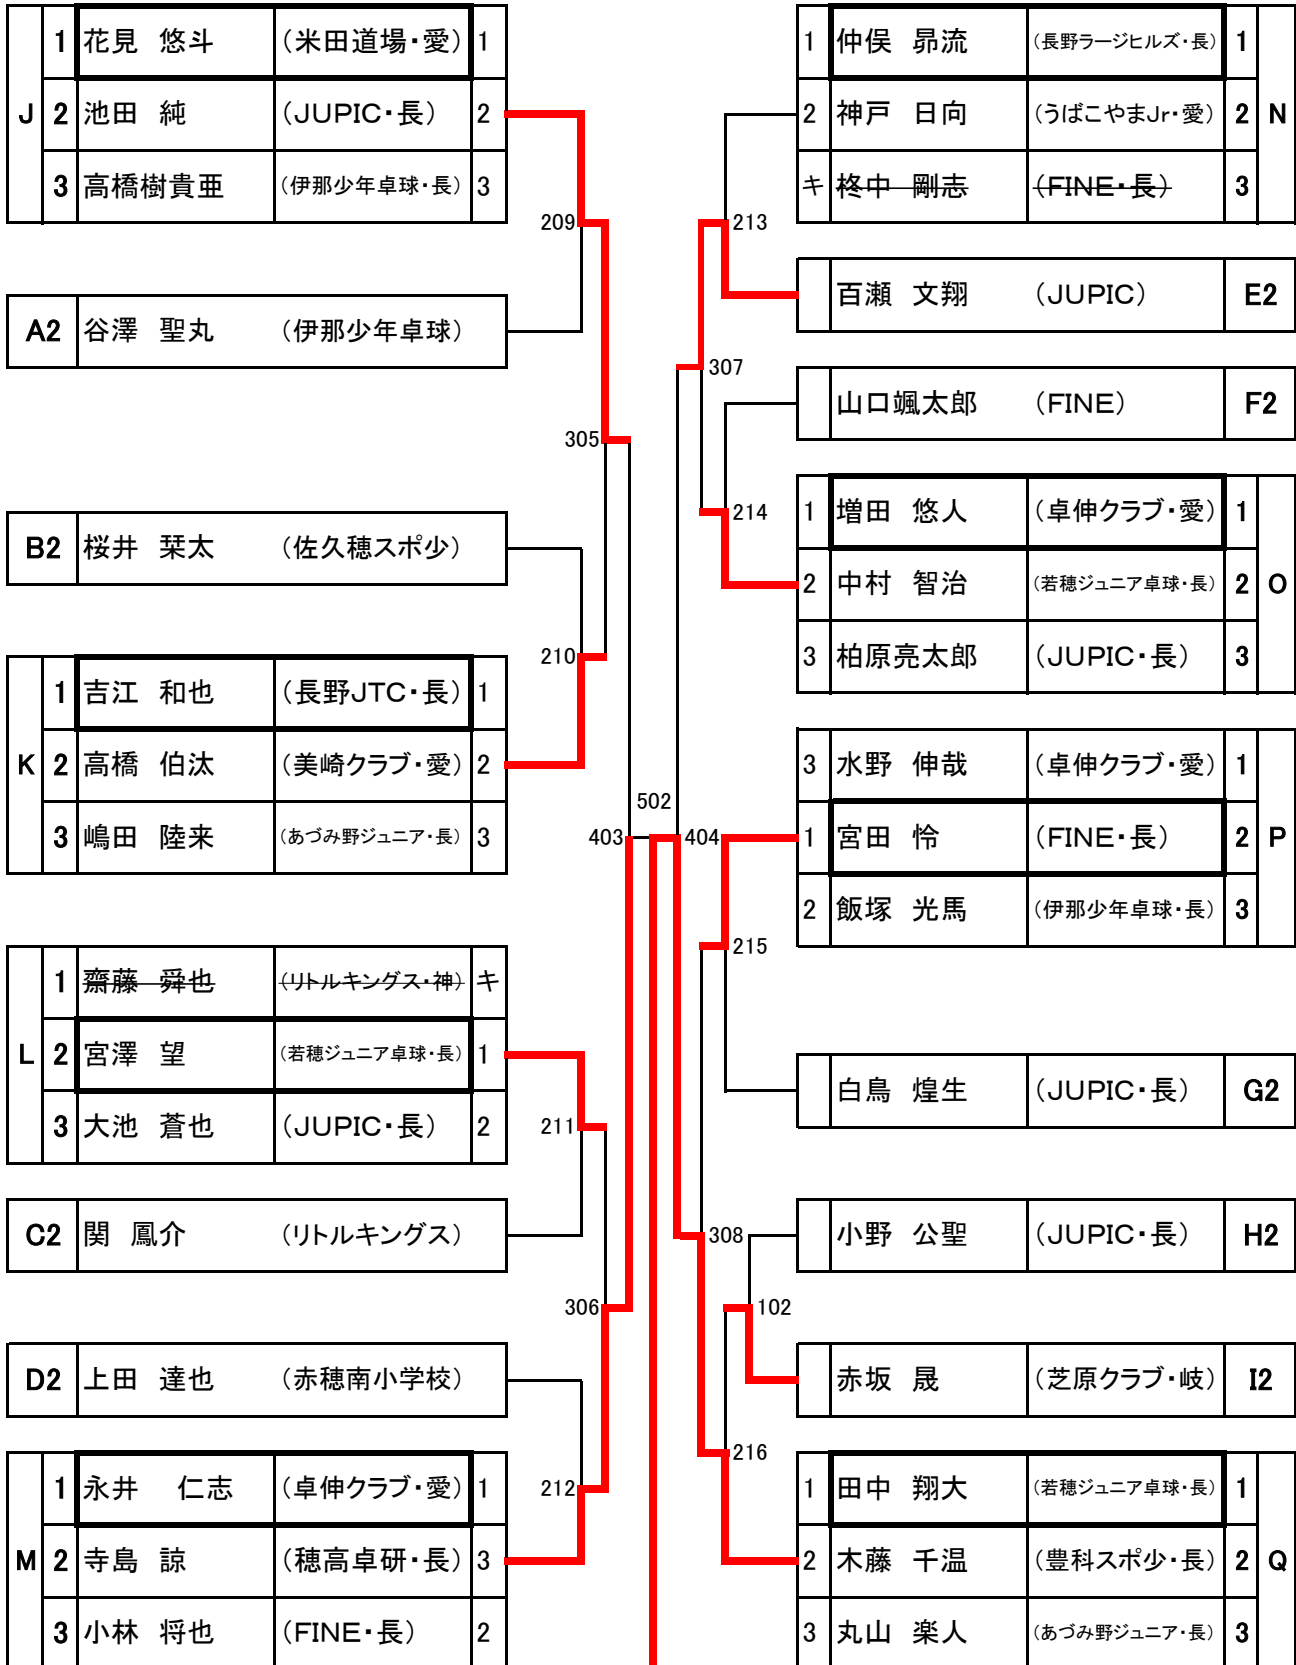 J
1 花見 悠斗 (米田道場・愛) 1
2 池田 純 (JUPIC・長) 2
3 高橋樹貴亜 (伊那少年卓球・長) 3
209
A2 谷澤 聖丸 (伊那少年卓球)
305
B2 桜井 琹太 (佐久穂スポ少)
210
K
1 吉江 和也 (長野JTC・長) 1
2 高橋 伯汰 (美崎クラブ・愛) 2
3 嶋田 陸来 (あづみ野ジュニア・長) 3
502
403
404
L
1 齋藤 舜也 (リトルキングス・神) キ
2 宮澤 望 (若穂ジュニア卓球・長) 1
3 大池 蒼也 (JUPIC・長) 2
211
C2 関 鳳介 (リトルキングス)
306
D2 上田 達也 (赤穂南小学校)
212
M
1 永井 仁志 (卓伸クラブ・愛) 1
2 寺島 諒 (穂高卓研・長) 3
3 小林 将也 (FINE・長) 2
1 仲俣 昴流 (長野ラージヒルズ・長) 1
2 神戸 日向 (うばこやまJr・愛) 2
キ 柊中 剛志 (FINE・長) 3
N
213
百瀬 文翔 (JUPIC) E2
307
山口颯太郎 (FINE) F2
214
1 増田 悠人 (卓伸クラブ・愛) 1
2 中村 智治 (若穂ジュニア卓球・長) 2
3 柏原亮太郎 (JUPIC・長) 3
O
3 水野 伸哉 (卓伸クラブ・愛) 1
1 宮田 怜 (FINE・長) 2
2 飯塚 光馬 (伊那少年卓球・長) 3
P
215
白鳥 煌生 (JUPIC・長) G2
308
小野 公聖 (JUPIC・長) H2
102
赤坂 晟 (芝原クラブ・岐) I2
216
1 田中 翔大 (若穂ジュニア卓球・長) 1
2 木藤 千温 (豊科スポ少・長) 2
3 丸山 楽人 (あづみ野ジュニア・長) 3
Q